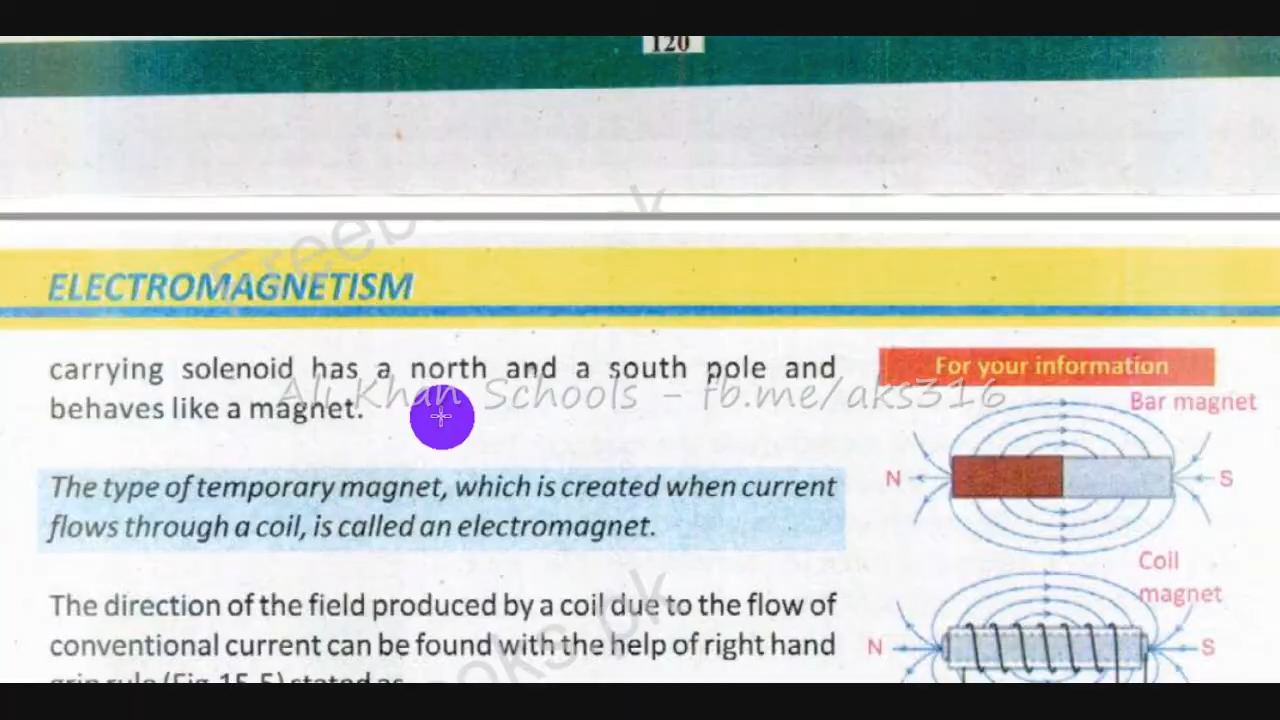 120
ELECTROMAGNETISM
carrying solenoid has a north and a south pole and
behaves like a magnet.
Ali Khan Schools – fb.me/aks316
The type of temporary magnet, which is created when current
flows through a coil, is called an electromagnet.
The direction of the field produced by a coil due to the flow of
conventional current can be found with the help of right hand
grip rule (Fig.15.5) stated as
For your information
Bar magnet
N
S
Coil
magnet
N
S